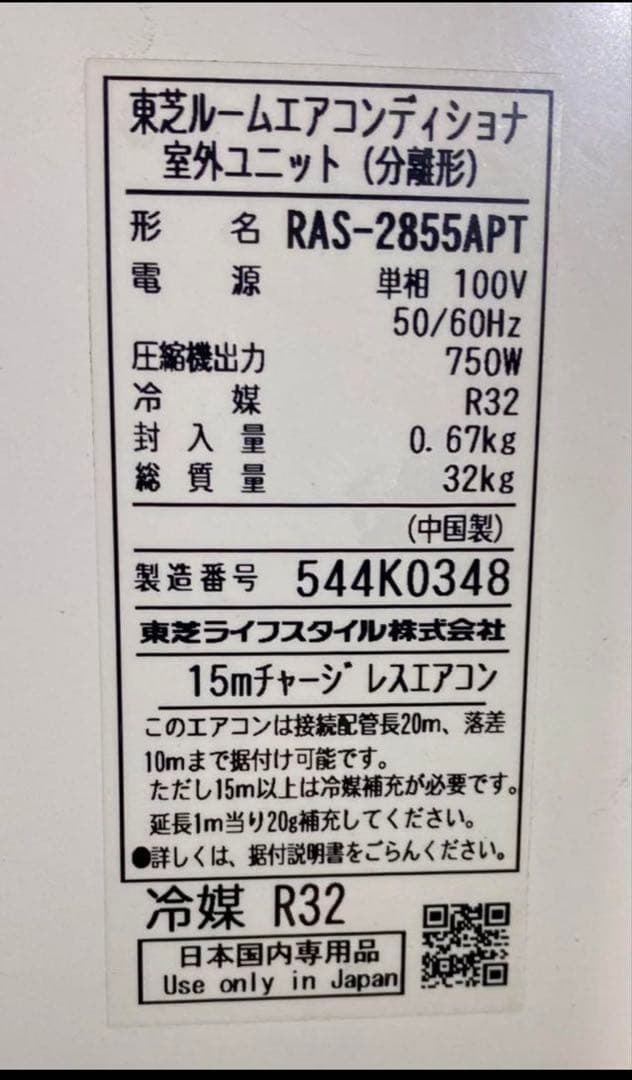 東芝ルームエアコンディショナ
室外ユニット(分離形)
形名 RAS-2855APT
電源 単相 100V
50/60Hz
圧縮機出力 750W
冷媒 R32
封入量 0.67kg
総質量 32kg
(中国製)
製造番号 544K0348
東芝ライフスタイル株式会社
15mチャージレスエアコン
このエアコンは接続配管長20m、落差
10mまで据付け可能です。
ただし15m以上は冷媒補充が必要です。
延長1m当り20g補充してください。
●詳しくは、据付説明書をごらんください。
冷媒 R32
日本国内専用品
Use only in Japan